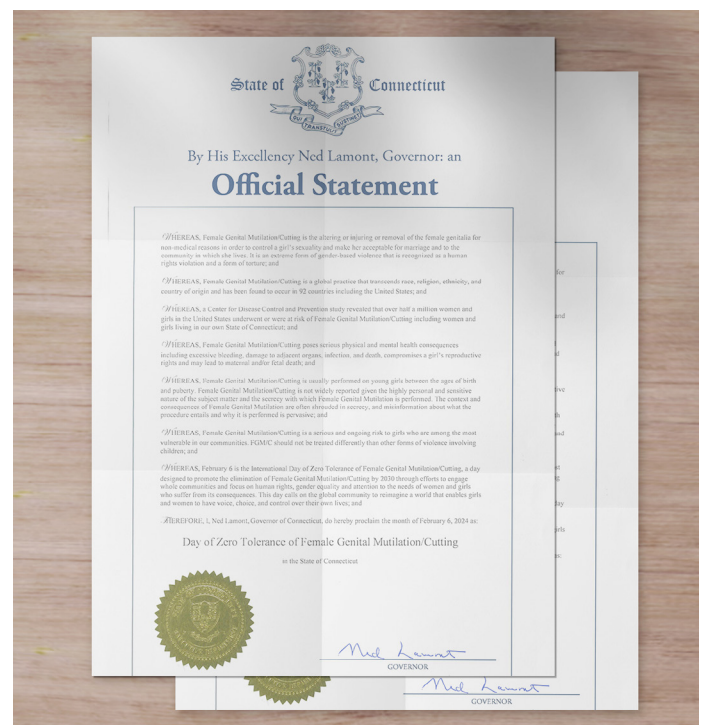 State of Connecticut
QUI TRANSTULIT SUSTINET
By His Excellency Ned Lamont, Governor: an
Official Statement
WHEREAS, Female Genital Mutilation/Cutting is the altering or injuring or removal of the female genitalia for
non-medical reasons in order to control a girl's sexuality and make her acceptable for marriage and to the
community in which she lives. It is an extreme form of gender-based violence that is recognized as a human
rights violation and a form of torture; and
WHEREAS, Female Genital Mutilation/Cutting is a global practice that transcends race, religion, ethnicity, and
country of origin and has been found to occur in 92 countries including the United States; and
WHEREAS, a Center for Disease Control and Prevention study revealed that over half a million women and
girls in the United States underwent or were at risk of Female Genital Mutilation/Cutting including women and
girls living in our own State of Connecticut; and
WHEREAS, Female Genital Mutilation/Cutting poses serious physical and mental health consequences
including excessive bleeding, damage to adjacent organs, infection, and death, compromises a girl's reproductive
rights and may lead to maternal and/or fetal death; and
WHEREAS, Female Genital Mutilation/Cutting is usually performed on young girls between the ages of birth
and puberty. Female Genital Mutilation/Cutting is not widely reported given the highly personal and sensitive
nature of the subject matter and the secrecy with which Female Genital Mutilation is performed. The context and
consequences of Female Genital Mutilation are often shrouded in secrecy, and misinformation about what the
procedure entails and why it is performed is pervasive; and
WHEREAS, Female Genital Mutilation/Cutting is a serious and ongoing risk to girls who are among the most
vulnerable in our communities. FGM/C should not be treated differently than other forms of violence involving
children; and
WHEREAS, February 6 is the International Day of Zero Tolerance of Female Genital Mutilation/Cutting, a day
designed to promote the elimination of Female Genital Mutilation/Cutting by 2030 through efforts to engage
whole communities and focus on human rights, gender equality and attention to the needs of women and girls
who suffer from its consequences. This day calls on the global community to reimagine a world that enables girls
and women to have voice, choice, and control over their own lives; and
THEREFORE, I, Ned Lamont, Governor of Connecticut, do hereby proclaim the month of February 6, 2024 as:
Day of Zero Tolerance of Female Genital Mutilation/Cutting
in the State of Connecticut
Ned Lamont
GOVERNOR
Ned Lamont
GOVERNOR
for
and
d
tive
th
and
st
g
day
girls
as: